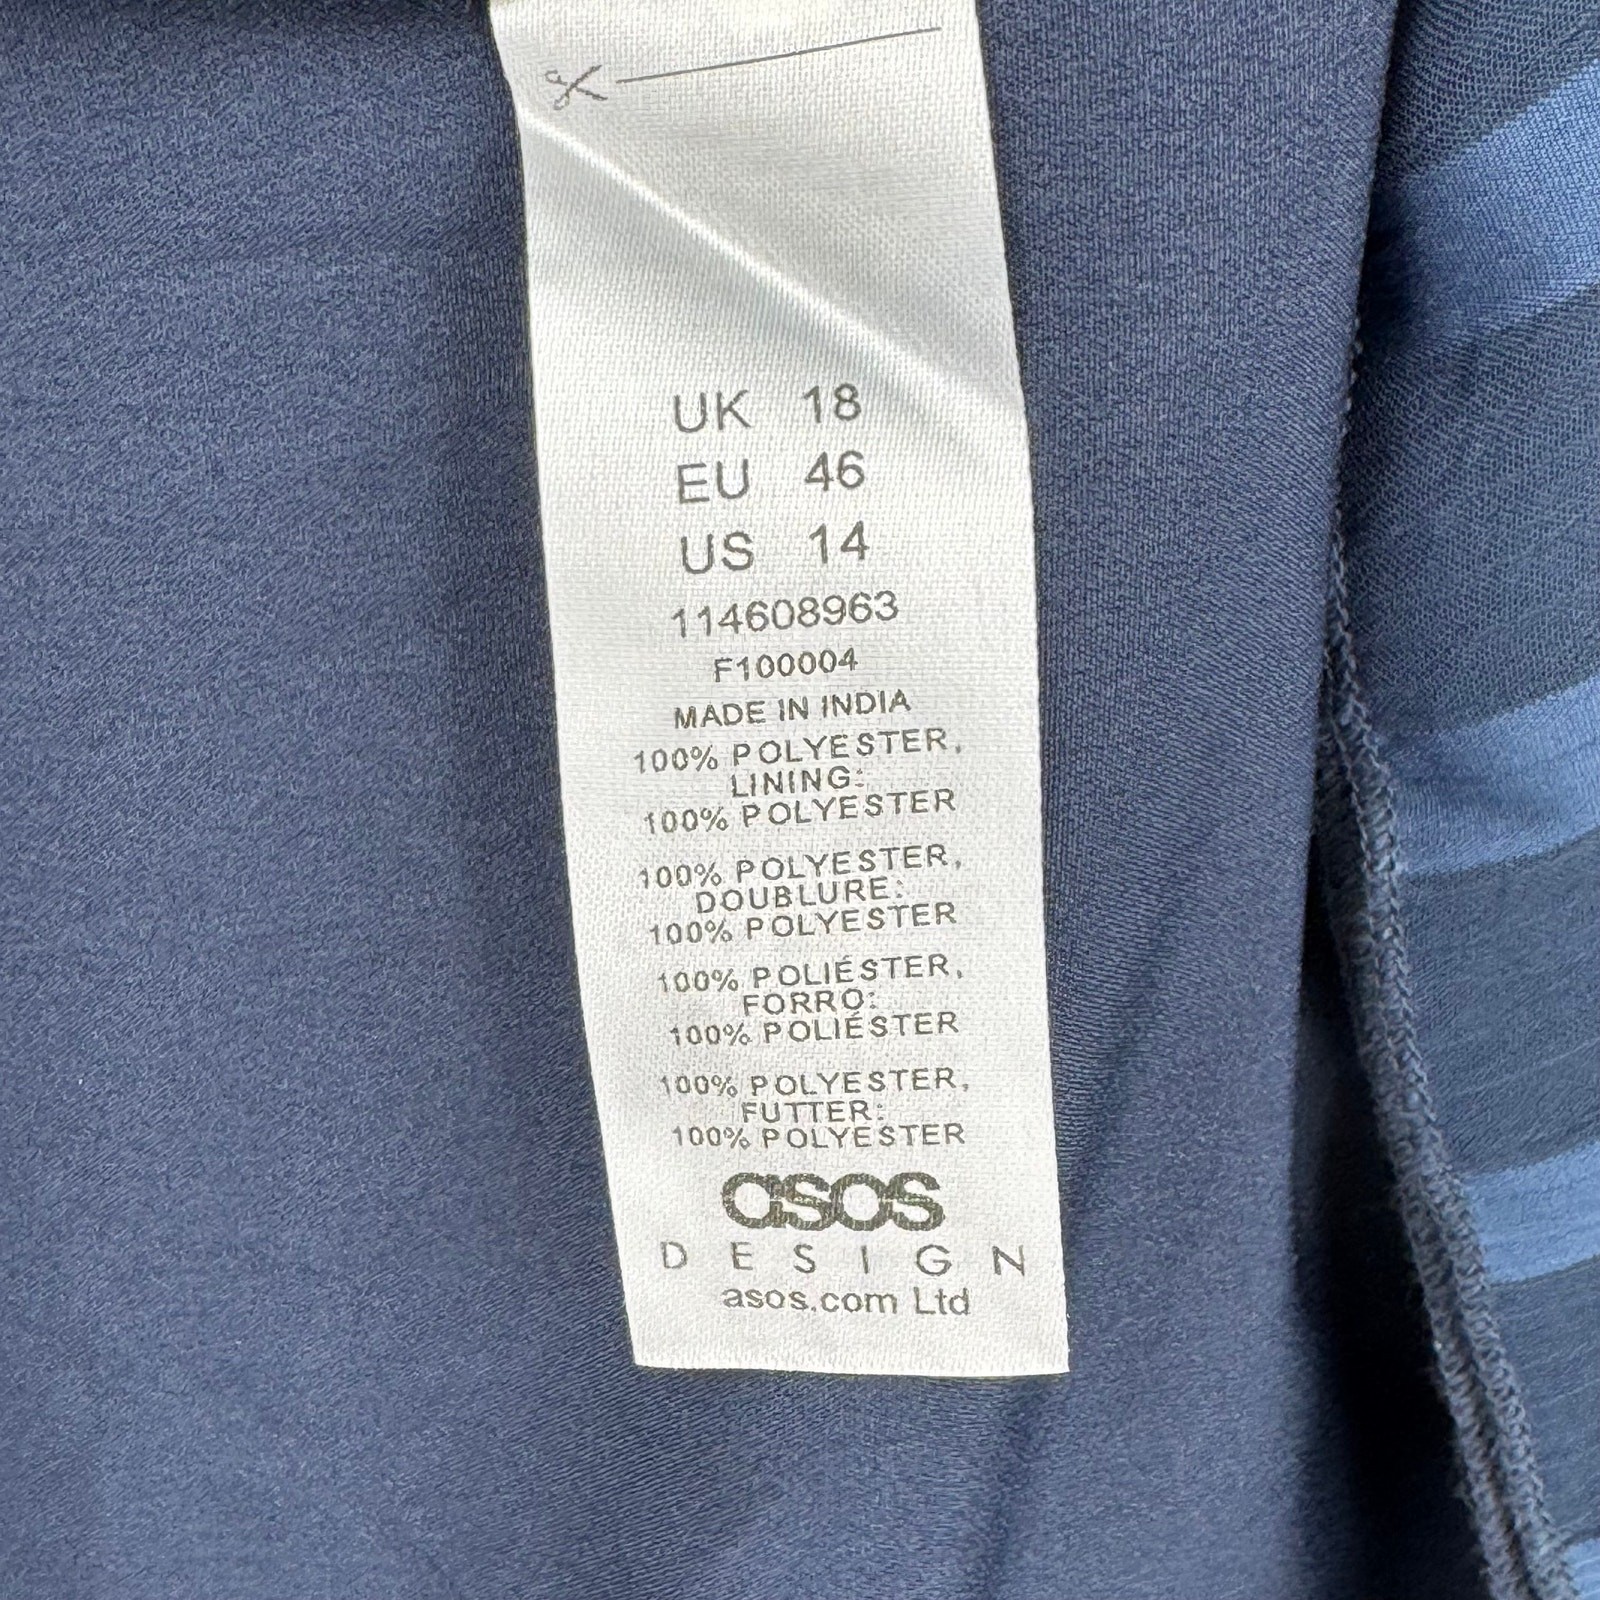 UK 18
EU 46
US 14
114608963
F100004
MADE IN INDIA
100% POLYESTER,
LINING:
100% POLYESTER
100% POLYESTER,
DOUBLURE:
100% POLYESTER
100% POLIÉSTER,
FORRO:
100% POLIÉSTER
100% POLYESTER,
FUTTER:
100% POLYESTER
asos
DESIGN
asos.com Ltd